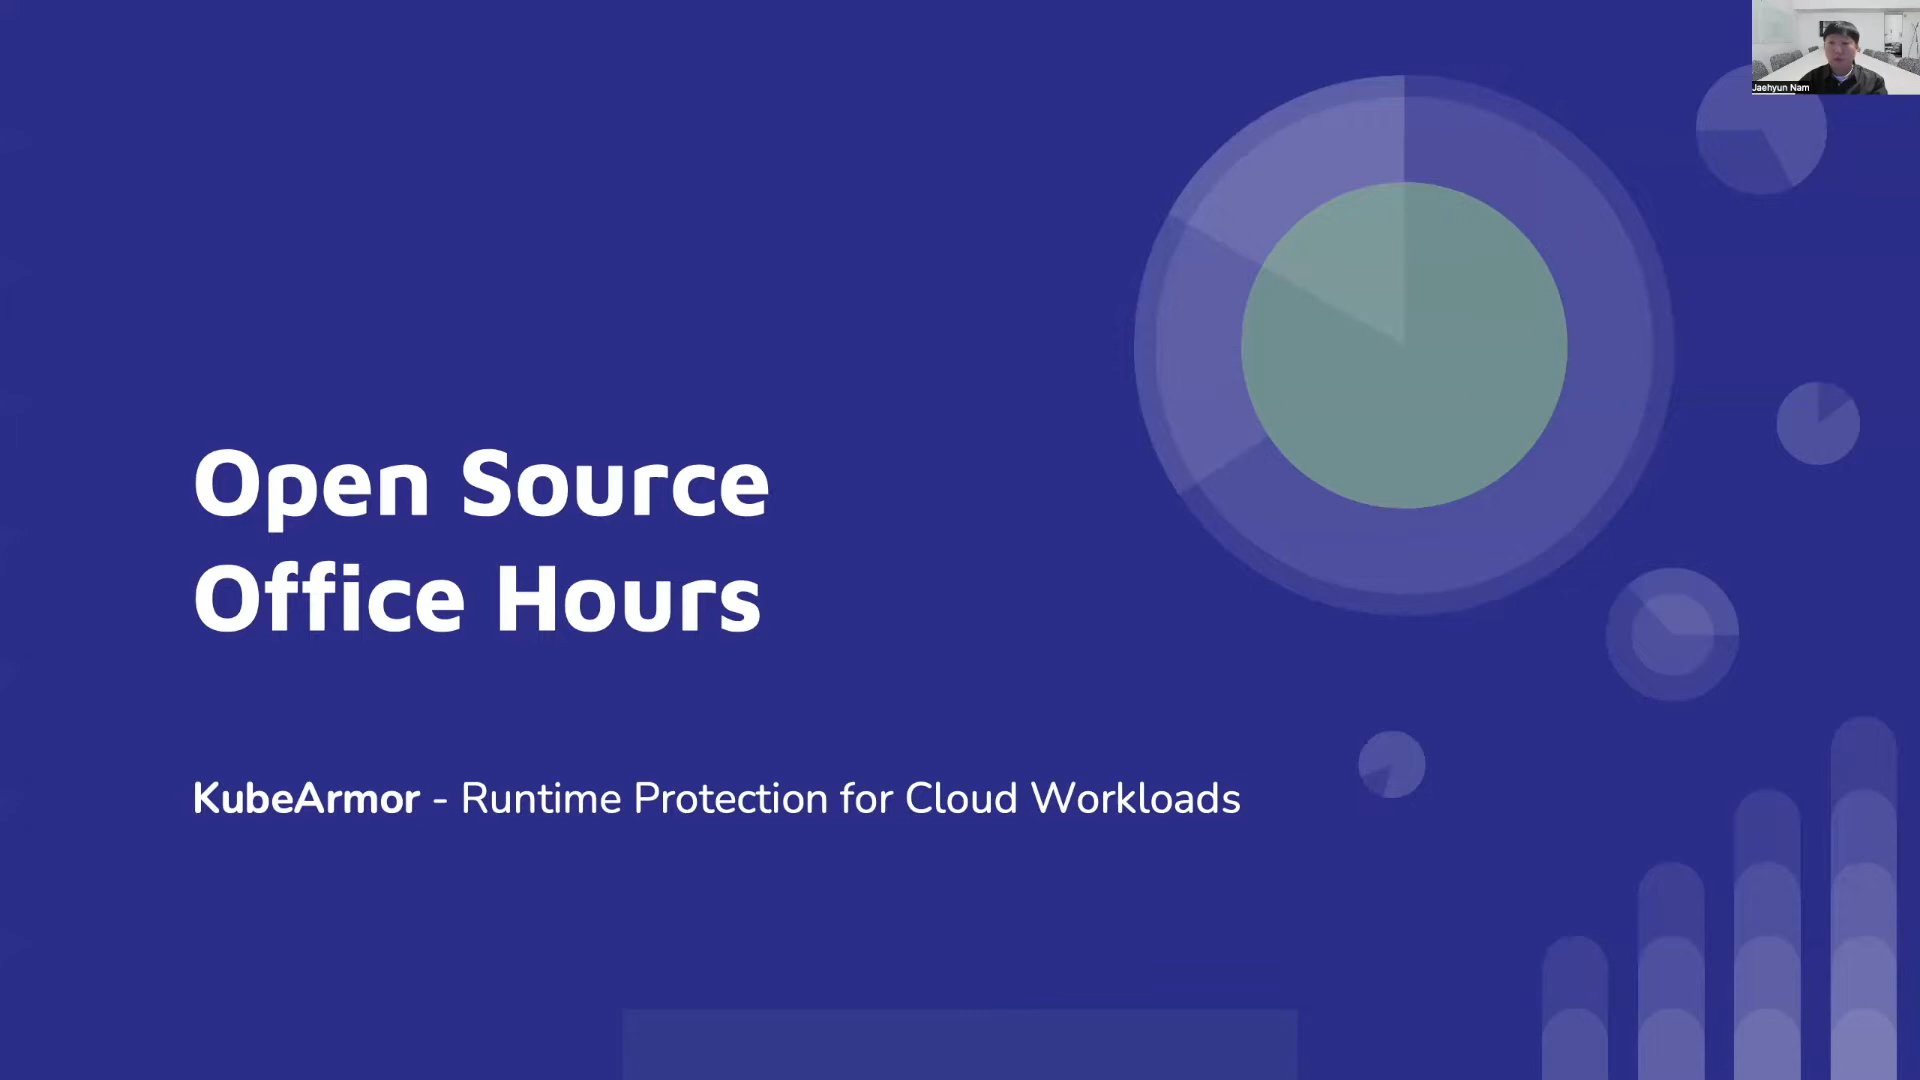 Jaehyun Nam
Open Source
Office Hours
KubeArmor - Runtime Protection for Cloud Workloads